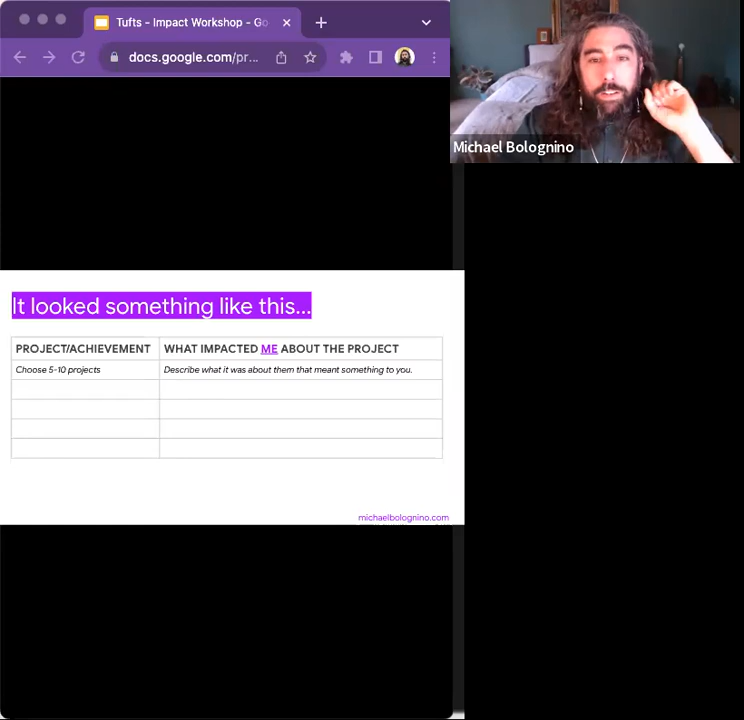 Tufts - Impact Workshop - Go
docs.google.com/pr...
Michael Bolognino
It looked something like this...
PROJECT/ACHIEVEMENT
WHAT IMPACTED ME ABOUT THE PROJECT
Choose 5-10 projects
Describe what it was about them that meant something to you.
michaelbolognino.com